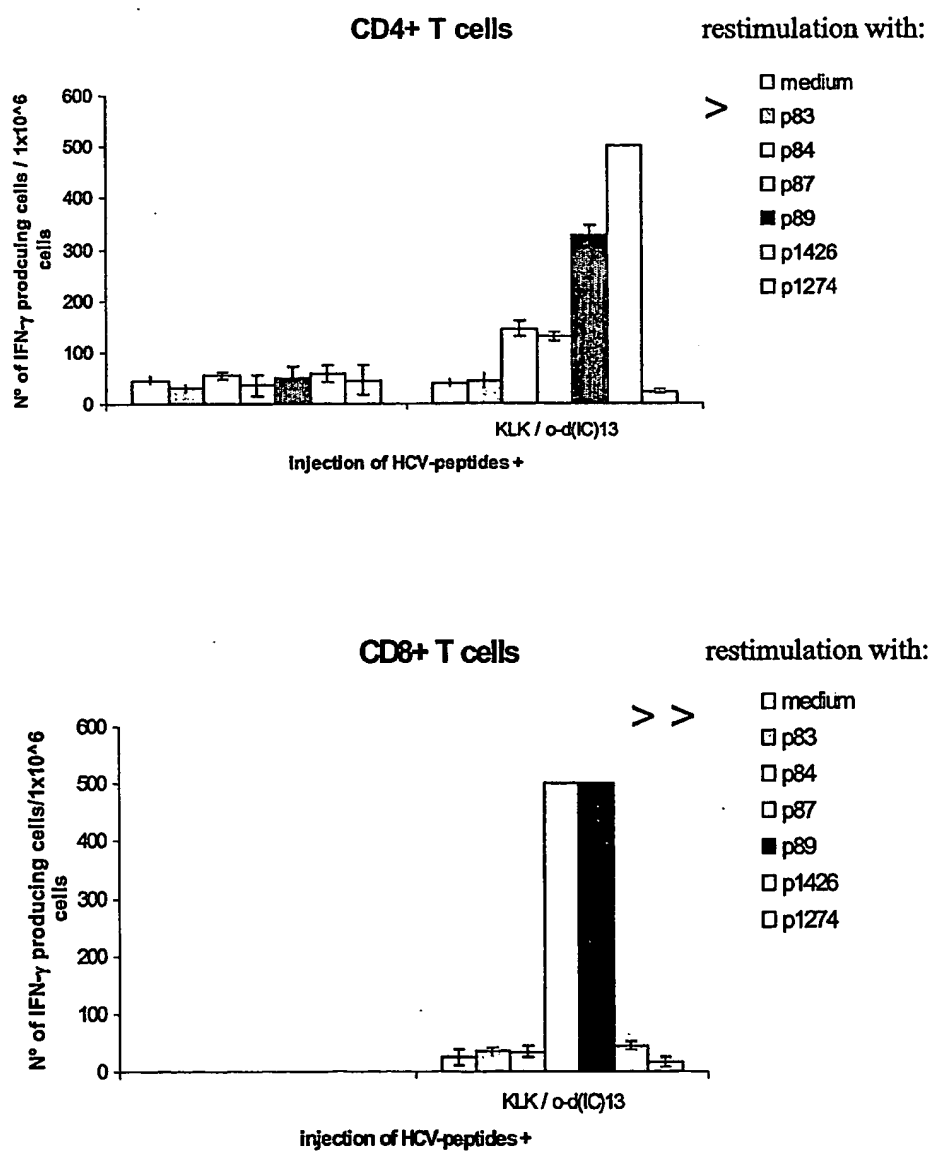 CD4+ T cells
restimulation with:
>
medium
p83
p84
p87
p89
p1426
p1274
N° of IFN-γ prodcuing cells / 1x10^6
cells
600
500
400
300
200
100
0
KLK / o-d(IC)13
injection of HCV-peptides +
CD8+ T cells
restimulation with:
> >
medium
p83
p84
p87
p89
p1426
p1274
N° of IFN-γ producing cells/1x10^6
cells
600
500
400
300
200
100
0
KLK / o-d(IC)13
injection of HCV-peptides +